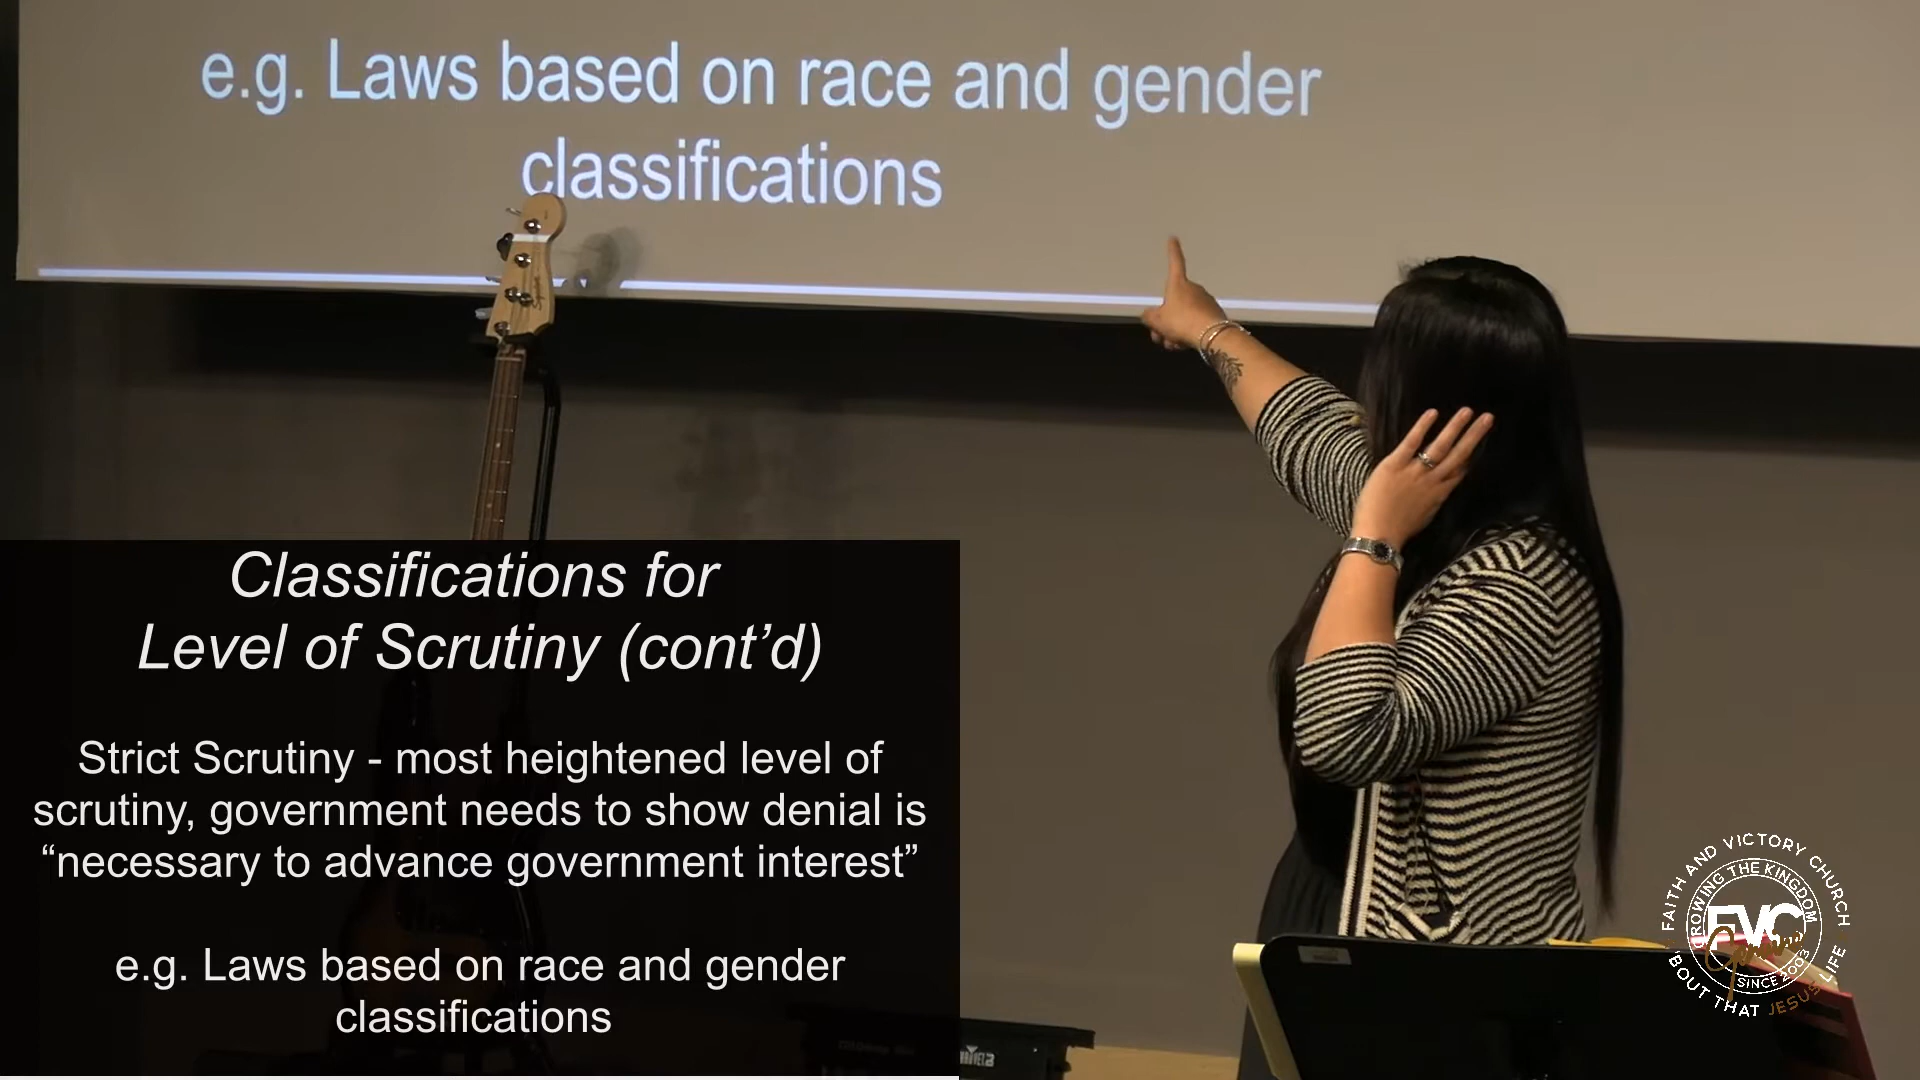 e.g. Laws based on race and gender
classifications
Classifications for
Level of Scrutiny (cont’d)
Strict Scrutiny - most heightened level of
scrutiny, government needs to show denial is
“necessary to advance government interest”
e.g. Laws based on race and gender
classifications
FAITH AND VICTORY CHURCH
GROWING THE KINGDOM
FVC
SINCE 2003
'BOUT THAT JESUS LIFE